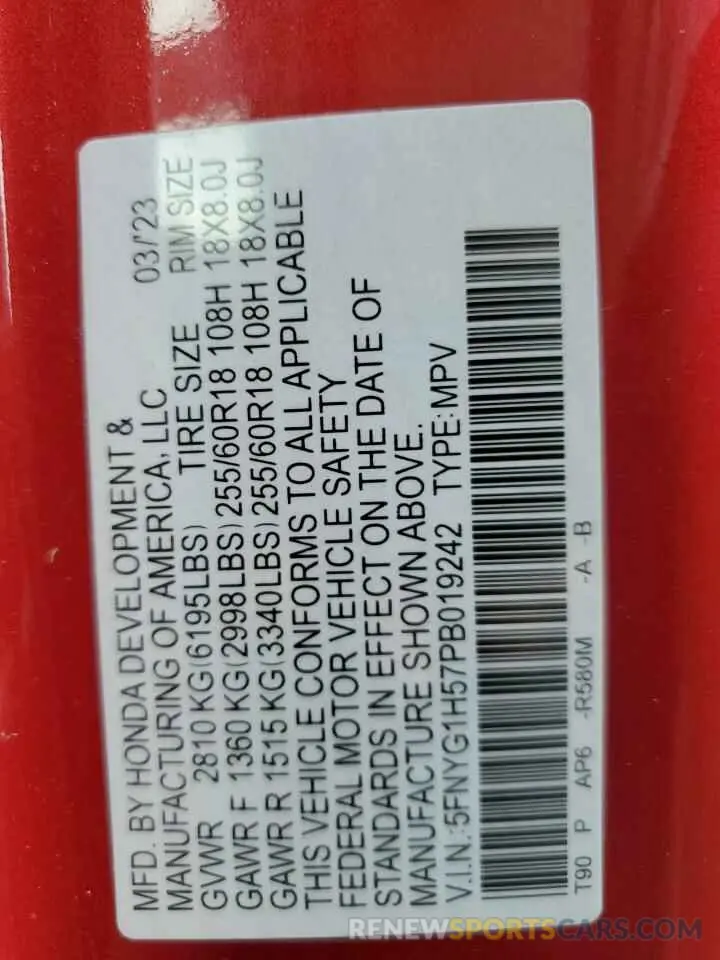 MFD. BY HONDA DEVELOPMENT &
MANUFACTURING OF AMERICA, LLC 03/'23
GVWR 2810 KG(6195LBS) TIRE SIZE RIM SIZE
GAWR F 1360 KG(2998LBS) 255/60R18 108H 18X8.0J
GAWR R 1515 KG(3340LBS) 255/60R18 108H 18X8.0J
THIS VEHICLE CONFORMS TO ALL APPLICABLE
FEDERAL MOTOR VEHICLE SAFETY
STANDARDS IN EFFECT ON THE DATE OF
MANUFACTURE SHOWN ABOVE.
V.I.N.:5FNYG1H57PB019242 TYPE:MPV
T90 P AP6 -R580M -A -B
RENEWSPORTSCARS.COM